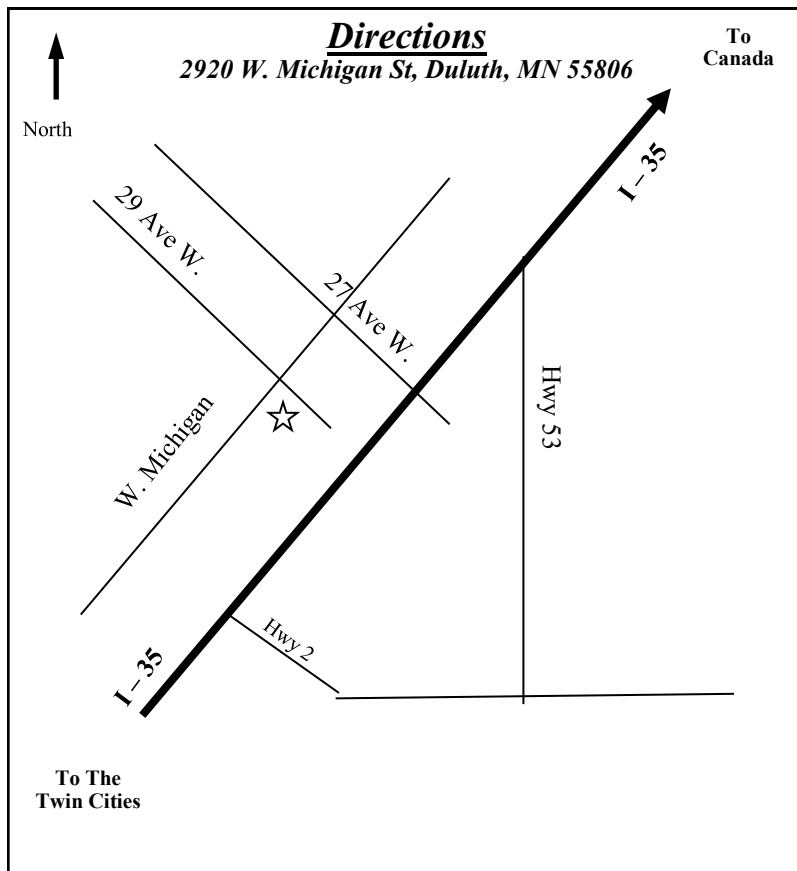 Directions
2920 W. Michigan St, Duluth, MN 55806
To
Canada
North
I – 35
29 Ave W.
27 Ave W.
Hwy 53
W. Michigan
Hwy 2
I – 35
To The
Twin Cities